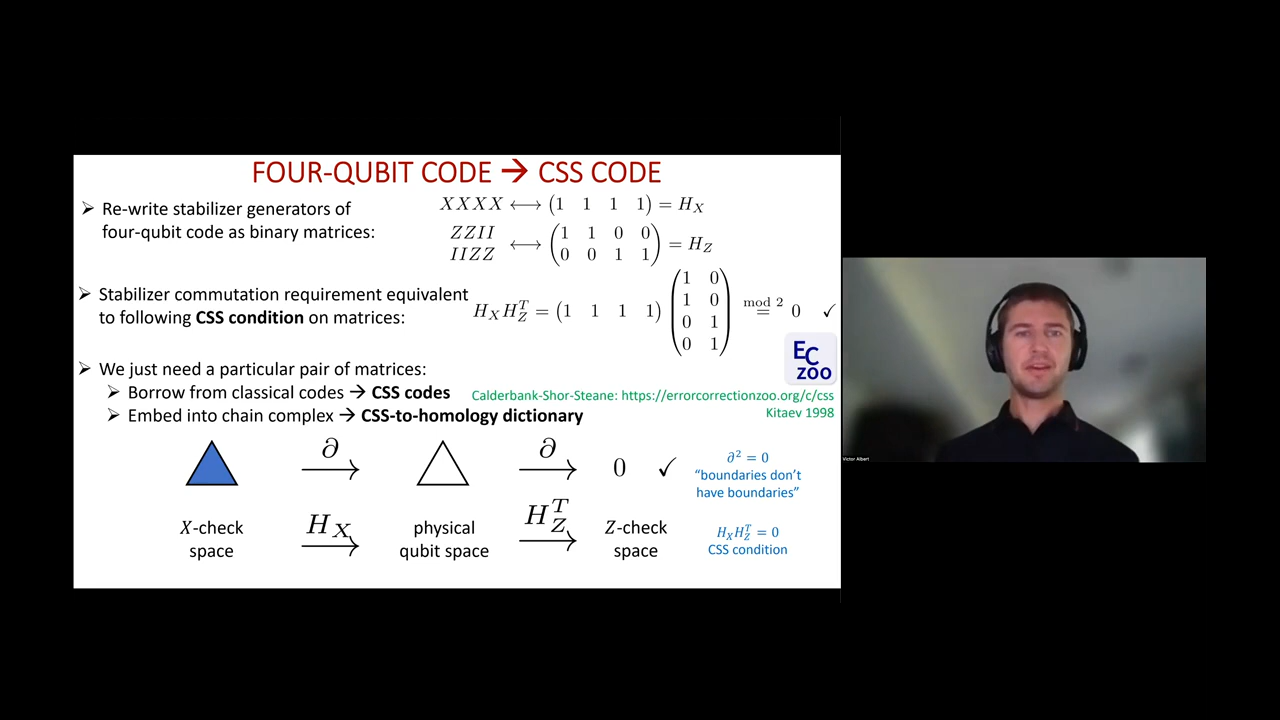 FOUR-QUBIT CODE → CSS CODE
➢ Re-write stabilizer generators of
four-qubit code as binary matrices:
XXXX ⟷ (1 1 1 1) = H_X
ZZII
IIZZ
⟷ (1 1 0 0
0 0 1 1) = H_Z
➢ Stabilizer commutation requirement equivalent
to following CSS condition on matrices:
H_X H_Z^T = (1 1 1 1) (1 0
1 0
0 1
0 1) mod 2 = 0 ✓
➢ We just need a particular pair of matrices:
➢ Borrow from classical codes → CSS codes
➢ Embed into chain complex → CSS-to-homology dictionary
EC
zoo
Calderbank-Shor-Steane: https://errorcorrectionzoo.org/c/css
Kitaev 1998
∂ ∂ 0 ✓
∂² = 0
“boundaries don’t
have boundaries”
X-check
space
H_X
physical
qubit space
H_Z^T
Z-check
space
H_X H_Z^T = 0
CSS condition
Victor Albert